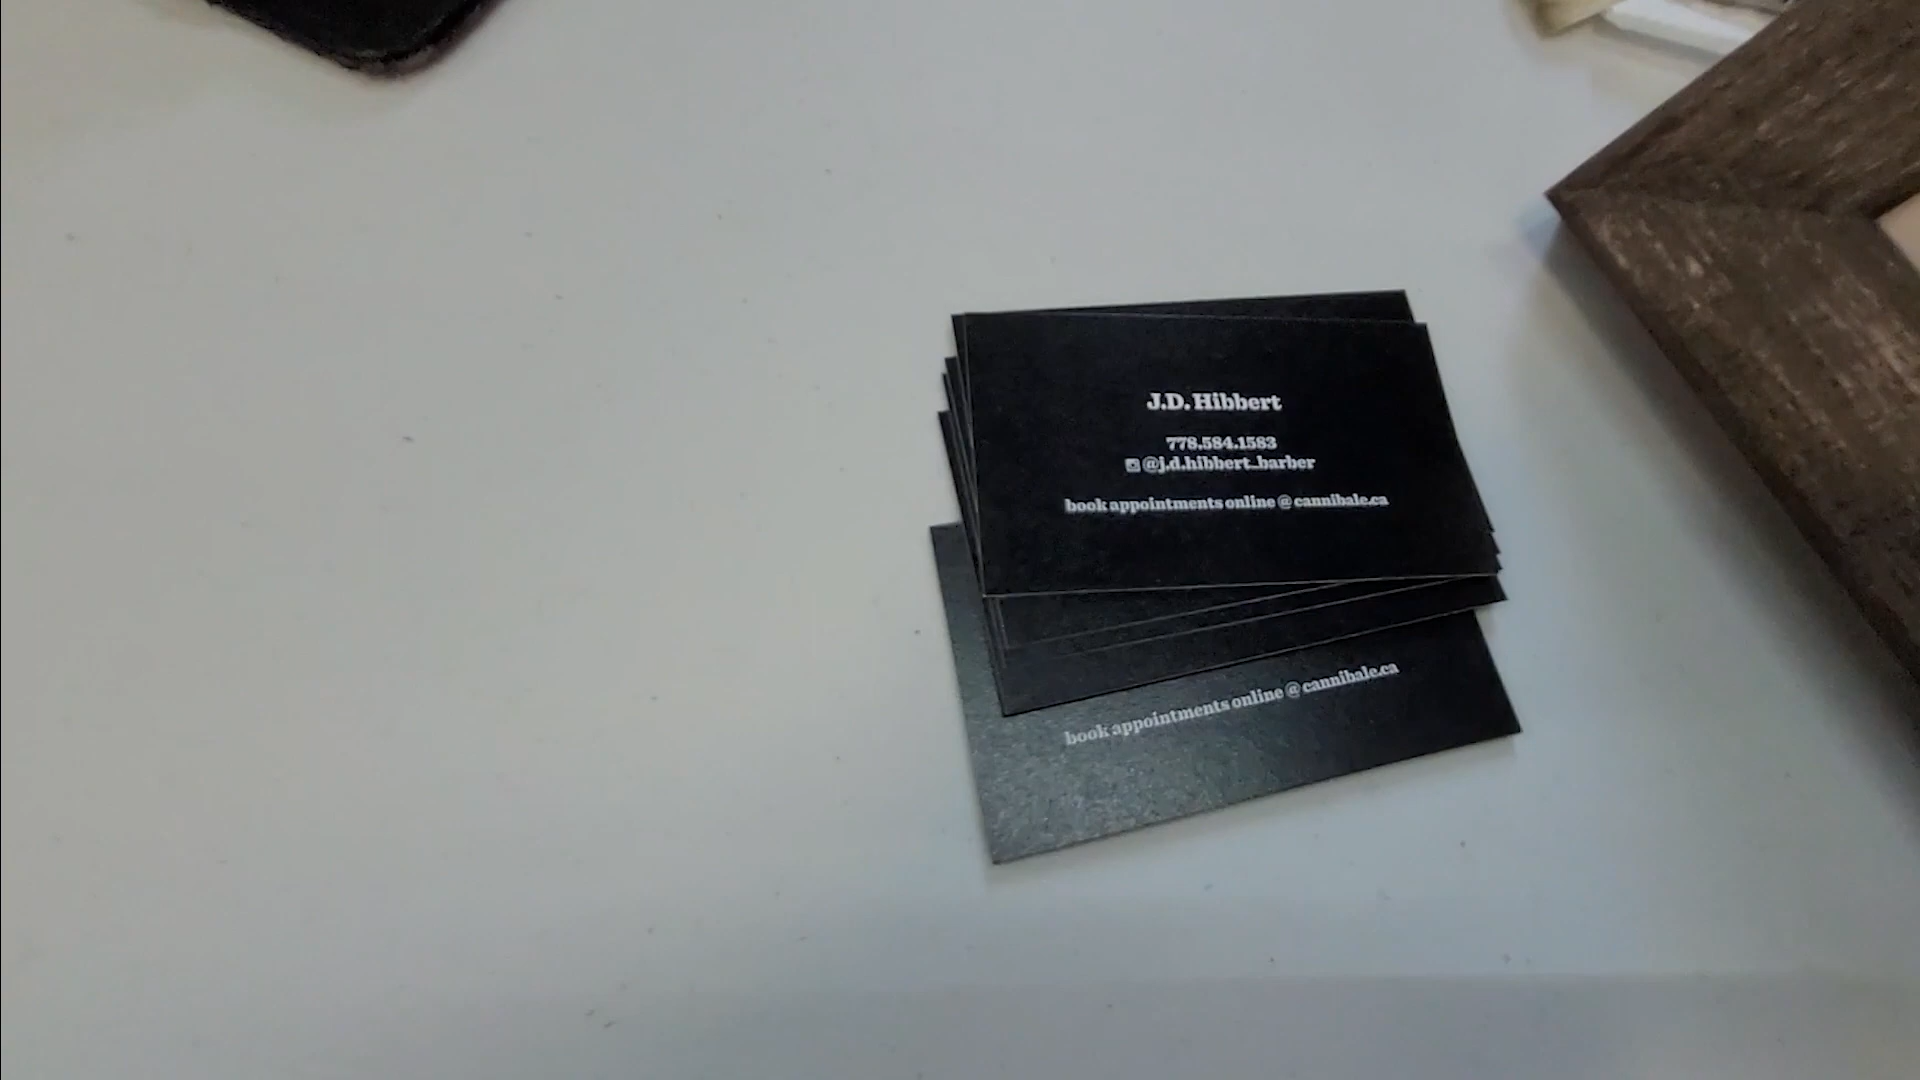 J.D. Hibbert
778.584.1583
@j.d.hibbert_barber
book appointments online @ cannibale.ca
book appointments online @ cannibale.ca